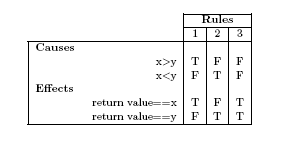 Rules
1 2 3
Causes
x>y T F F
x<y F T F
Effects
return value==x T F T
return value==y F T F